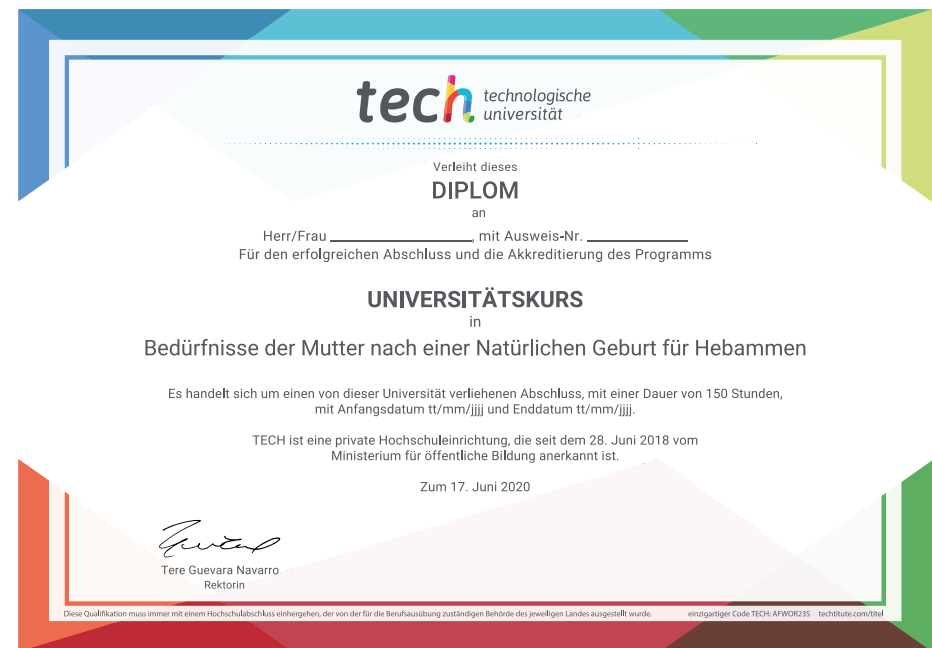 tech technologische
universität
Verleiht dieses
DIPLOM
an
Herr/Frau ____________________, mit Ausweis-Nr. ______________
Für den erfolgreichen Abschluss und die Akkreditierung des Programms
UNIVERSITÄTSKURS
in
Bedürfnisse der Mutter nach einer Natürlichen Geburt für Hebammen
Es handelt sich um einen von dieser Universität verliehenen Abschluss, mit einer Dauer von 150 Stunden,
mit Anfangsdatum tt/mm/jjjj und Enddatum tt/mm/jjjj.
TECH ist eine private Hochschuleinrichtung, die seit dem 28. Juni 2018 vom
Ministerium für öffentliche Bildung anerkannt ist.
Zum 17. Juni 2020
Tere Guevara Navarro
Rektorin
Diese Qualifikation muss immer mit einem Hochschulabschluss einhergehen, der von der für die Berufsausübung zuständigen Behörde des jeweiligen Landes ausgestellt wurde. einzigartiger Code TECH: AFWOR23S techtitute.com/titel